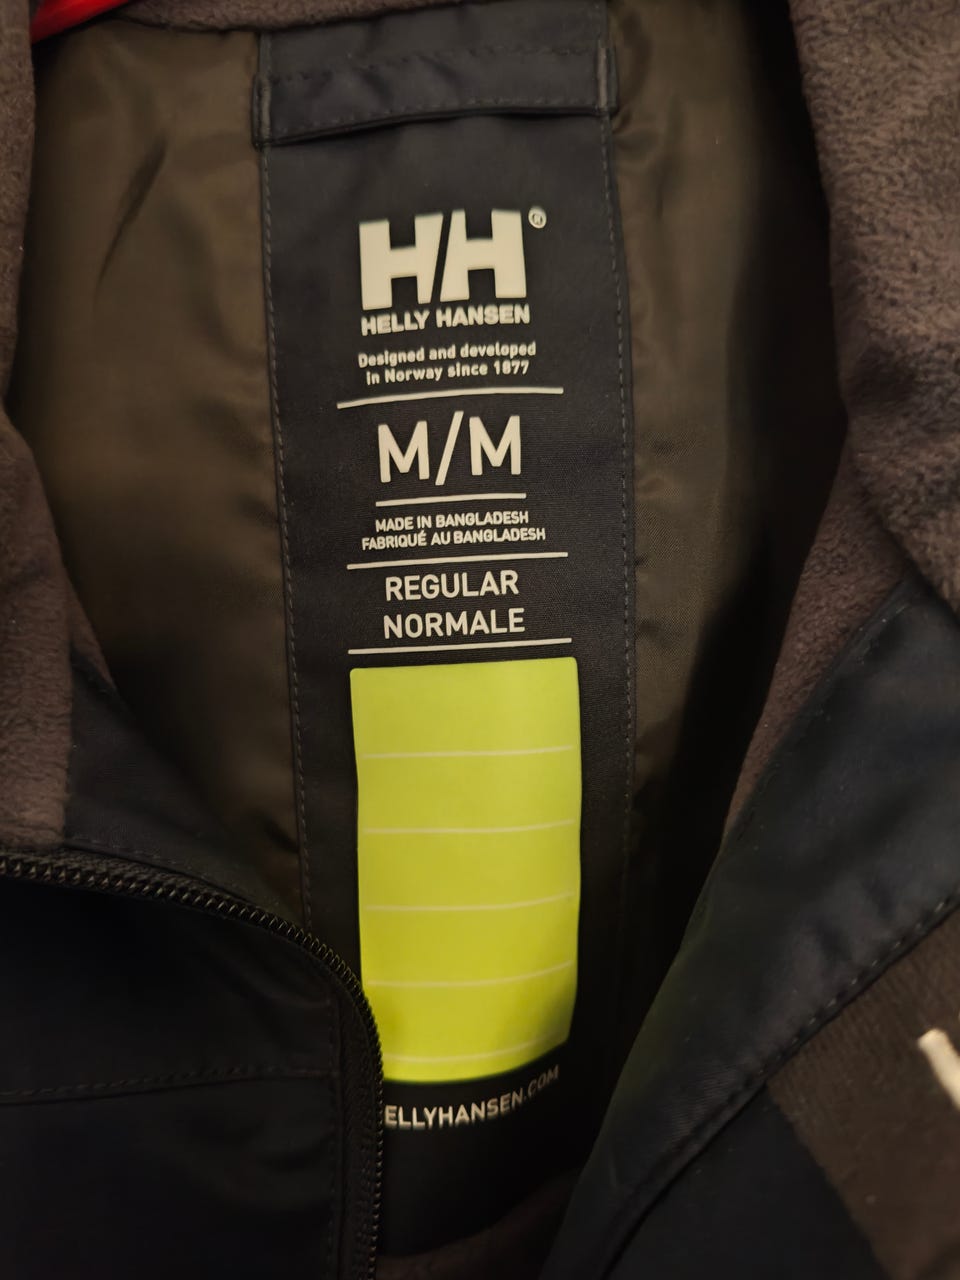 HH®
HELLY HANSEN
Designed and developed
in Norway since 1877
M/M
MADE IN BANGLADESH
FABRIQUÉ AU BANGLADESH
REGULAR
NORMALE
ELLYHANSEN.COM